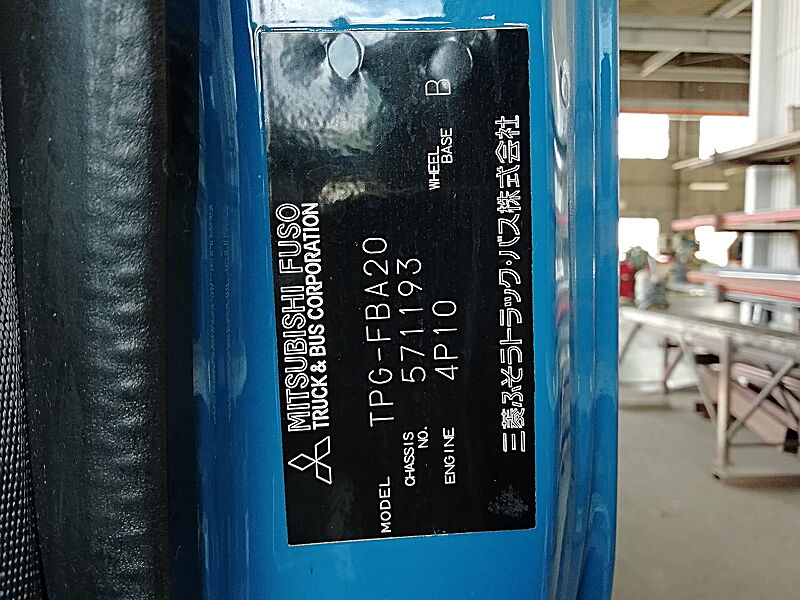 MITSUBISHI FUSO
TRUCK & BUS CORPORATION
MODEL TPG-FBA20
CHASSIS NO. 571193
ENGINE 4P10
WHEEL BASE B
三菱ふそうトラック・バス株式会社